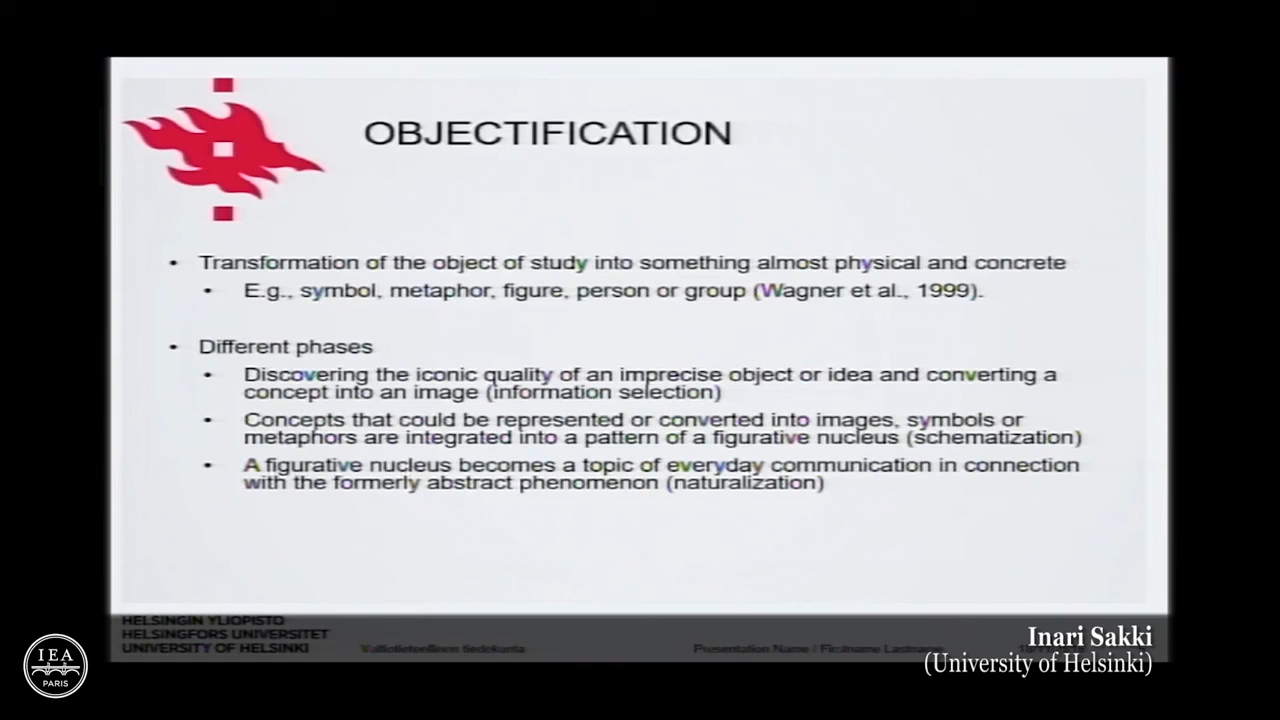 OBJECTIFICATION
• Transformation of the object of study into something almost physical and concrete
• E.g., symbol, metaphor, figure, person or group (Wagner et al., 1999).
• Different phases
• Discovering the iconic quality of an imprecise object or idea and converting a
concept into an image (information selection)
• Concepts that could be represented or converted into images, symbols or
metaphors are integrated into a pattern of a figurative nucleus (schematization)
• A figurative nucleus becomes a topic of everyday communication in connection
with the formerly abstract phenomenon (naturalization)
HELSINGIN YLIOPISTO
HELSINGFORS UNIVERSITET
UNIVERSITY OF HELSINKI
Valtiotieteellinen tiedekunta
Presentation Name / Firstname Lastname
Inari Sakki
(University of Helsinki)
IEA
PARIS